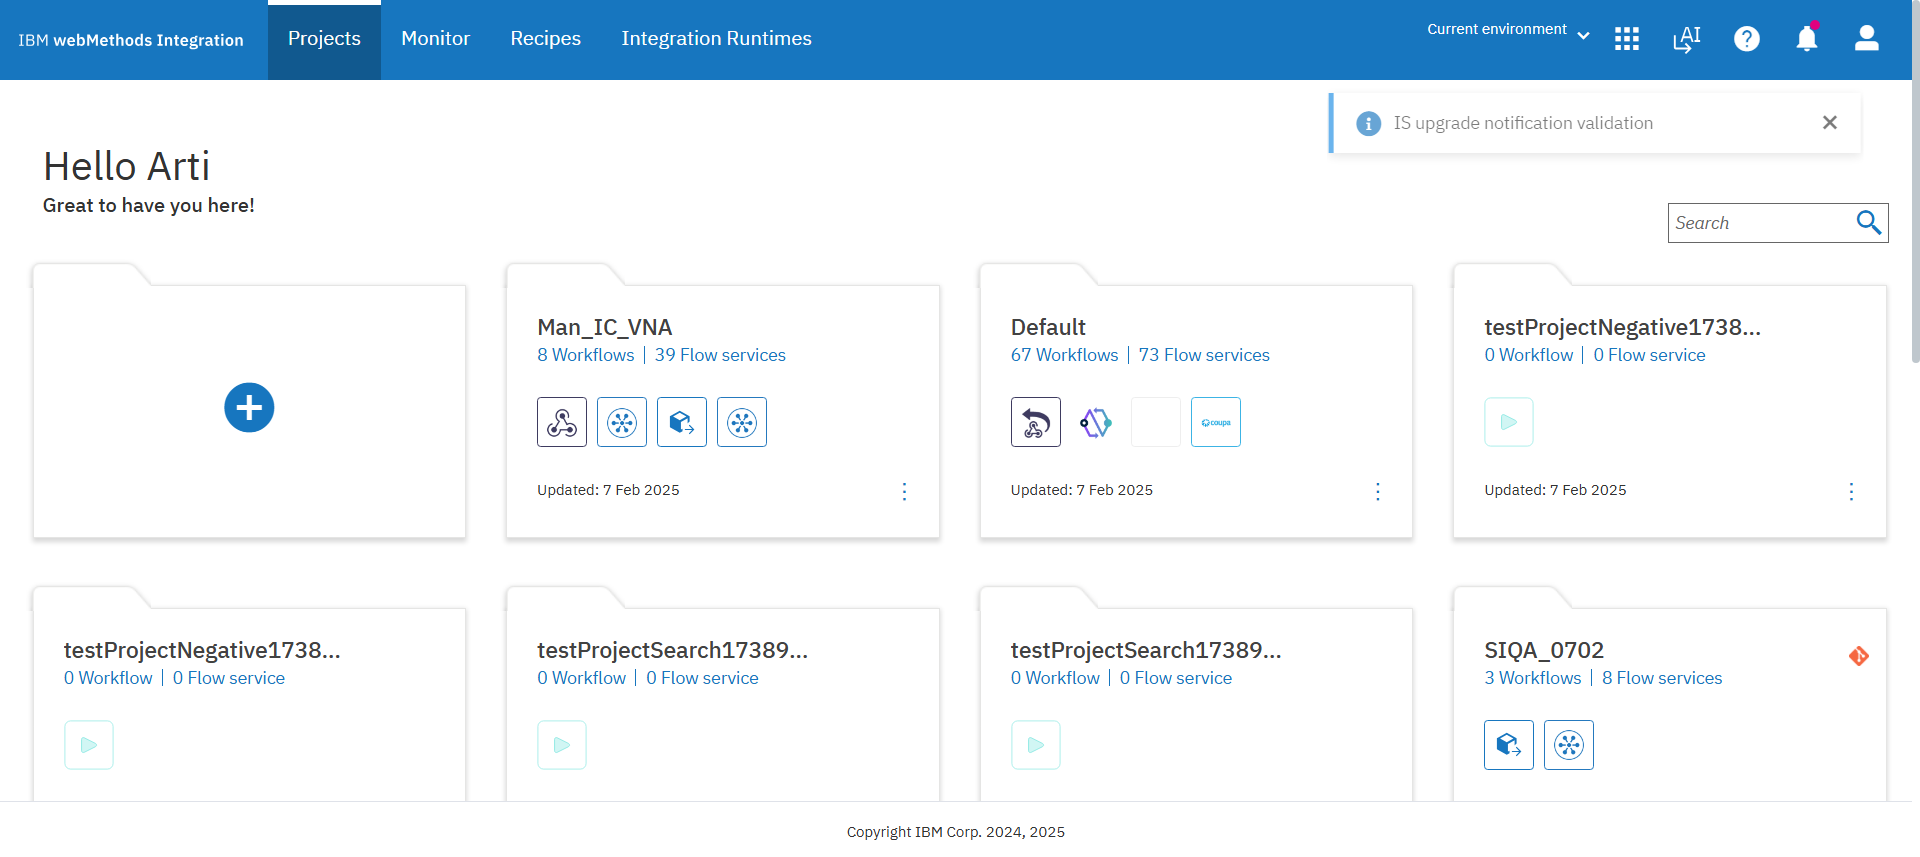 IBM webMethods Integration
Projects
Monitor
Recipes
Integration Runtimes
Current environment
AI
?
IS upgrade notification validation
Hello Arti
Great to have you here!
Search
Man_IC_VNA
8 Workflows | 39 Flow services
Updated: 7 Feb 2025
Default
67 Workflows | 73 Flow services
coupa
Updated: 7 Feb 2025
testProjectNegative1738...
0 Workflow | 0 Flow service
Updated: 7 Feb 2025
testProjectNegative1738...
0 Workflow | 0 Flow service
testProjectSearch17389...
0 Workflow | 0 Flow service
testProjectSearch17389...
0 Workflow | 0 Flow service
SIQA_0702
3 Workflows | 8 Flow services
Copyright IBM Corp. 2024, 2025